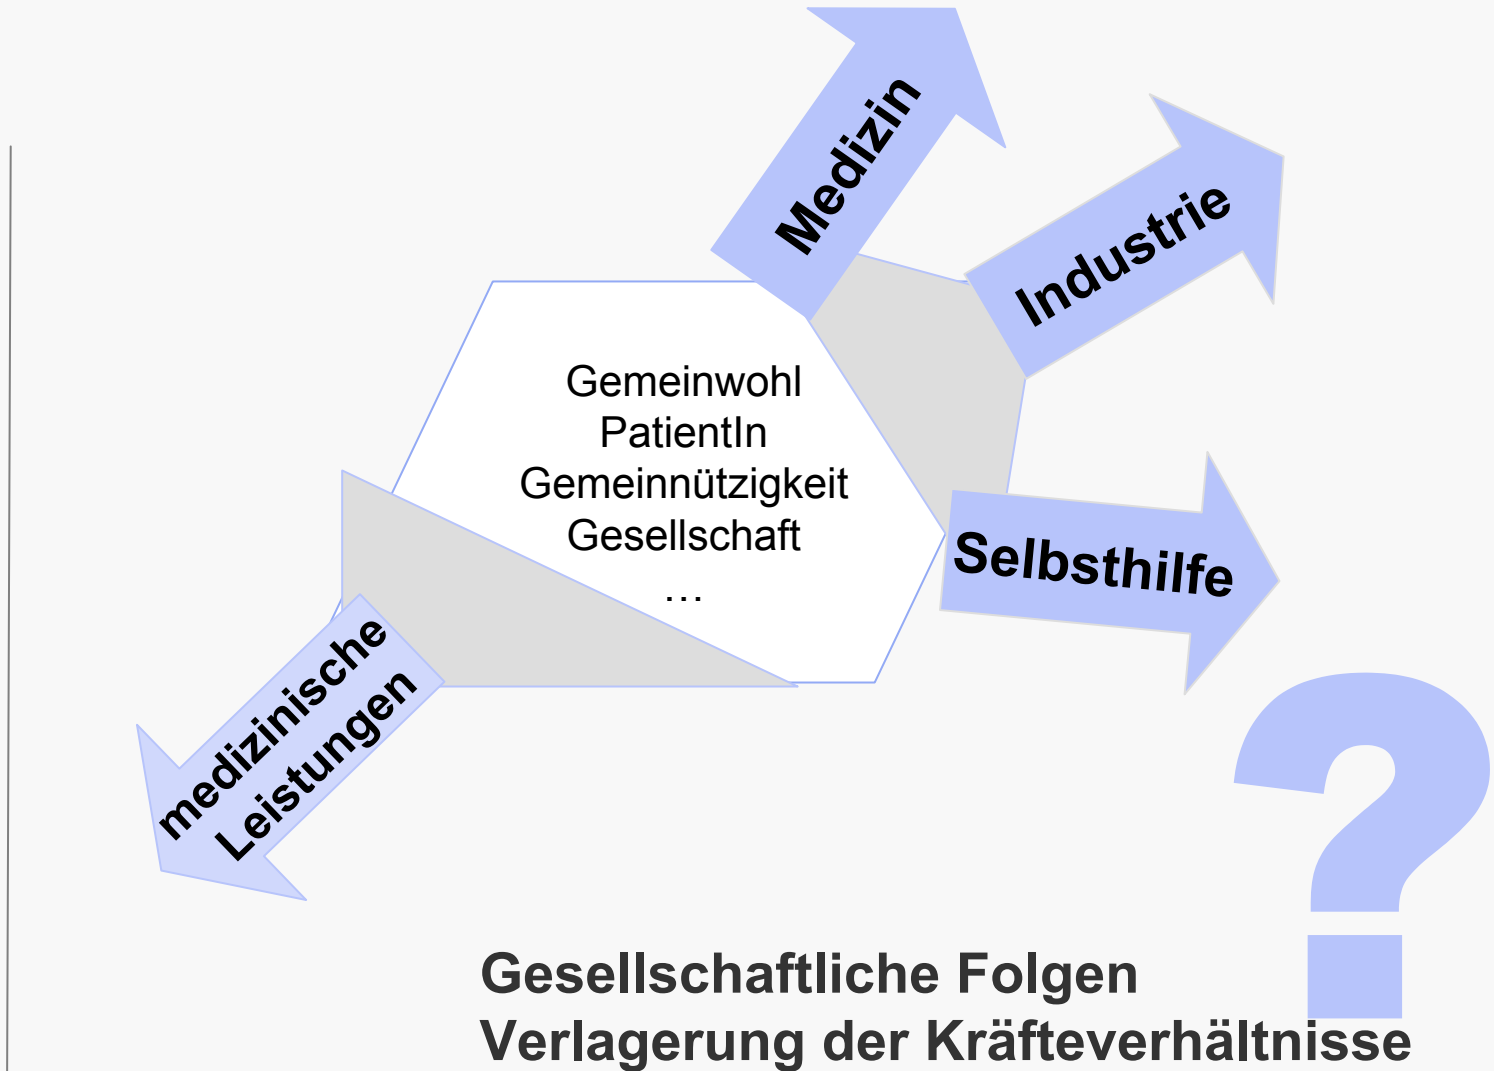 Medizin
Industrie
Gemeinwohl
PatientIn
Gemeinnützigkeit
Gesellschaft
…
Selbsthilfe
medizinische
Leistungen
?
Gesellschaftliche Folgen
Verlagerung der Kräfteverhältnisse